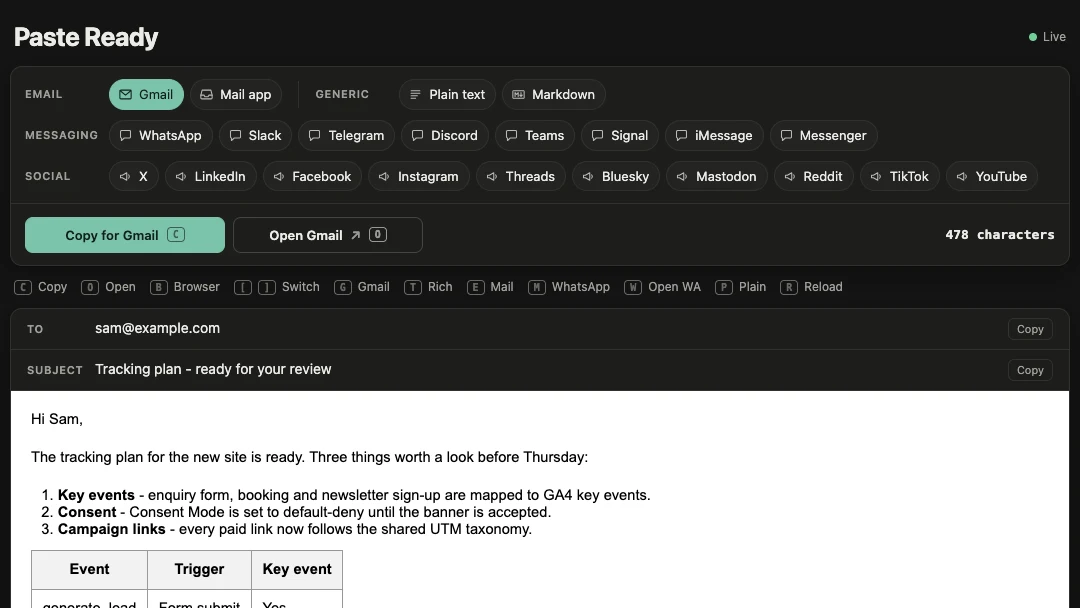 Paste Ready
Live
EMAIL Gmail Mail app GENERIC Plain text Markdown
MESSAGING WhatsApp Slack Telegram Discord Teams Signal iMessage Messenger
SOCIAL X LinkedIn Facebook Instagram Threads Bluesky Mastodon Reddit TikTok YouTube
Copy for Gmail C Open Gmail ↗ O 478 characters
C Copy O Open B Browser [ ] Switch G Gmail T Rich E Mail M WhatsApp W Open WA P Plain R Reload
TO sam@example.com Copy
SUBJECT Tracking plan - ready for your review Copy
Hi Sam,
The tracking plan for the new site is ready. Three things worth a look before Thursday:
1. Key events - enquiry form, booking and newsletter sign-up are mapped to GA4 key events.
2. Consent - Consent Mode is set to default-deny until the banner is accepted.
3. Campaign links - every paid link now follows the shared UTM taxonomy.
Event Trigger Key event
generate_lead Form submit Yes